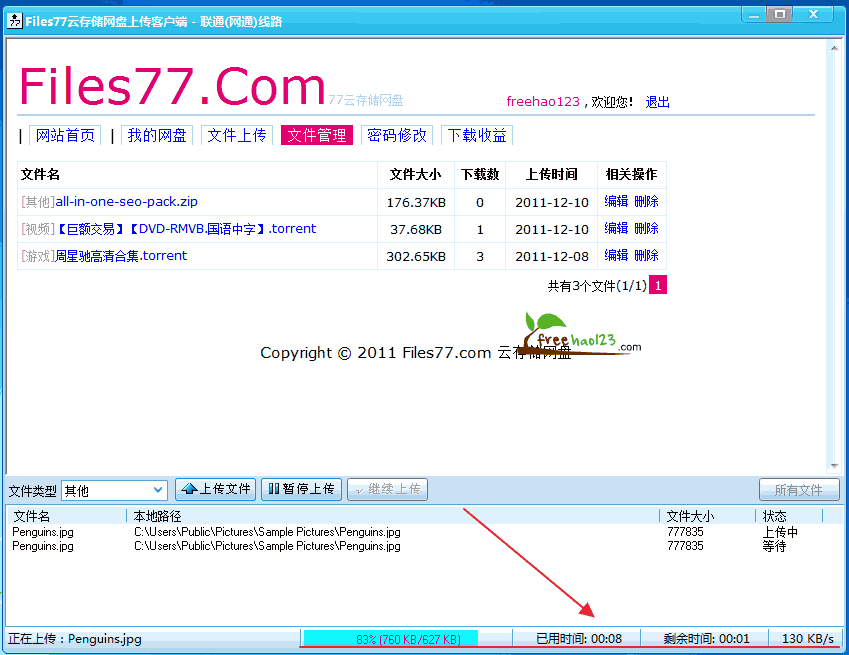 Files77云存储网盘上传客户端 - 联通(网通)线路
Files77.Com 77云存储网盘
freehao123 , 欢迎您! 退出
| 网站首页 | 我的网盘 文件上传 文件管理 密码修改 下载收益
文件名 文件大小 下载数 上传时间 相关操作
[其他]all-in-one-seo-pack.zip 176.37KB 0 2011-12-10 编辑 删除
[视频]【巨额交易】【DVD-RMVB.国语中字】.torrent 37.68KB 1 2011-12-10 编辑 删除
[游戏]周星驰高清合集.torrent 302.65KB 3 2011-12-08 编辑 删除
共有3个文件(1/1) 1
freehao123.com
Copyright © 2011 Files77.com 云存储网盘
文件类型 其他 上传文件 暂停上传 继续上传 所有文件
文件名 本地路径 文件大小 状态
Penguins.jpg C:\Users\Public\Pictures\Sample Pictures\Penguins.jpg 777835 上传中
Penguins.jpg C:\Users\Public\Pictures\Sample Pictures\Penguins.jpg 777835 等待
正在上传：Penguins.jpg 83% (760 KB/627 KB) 已用时间: 00:08 剩余时间: 00:01 130 KB/s